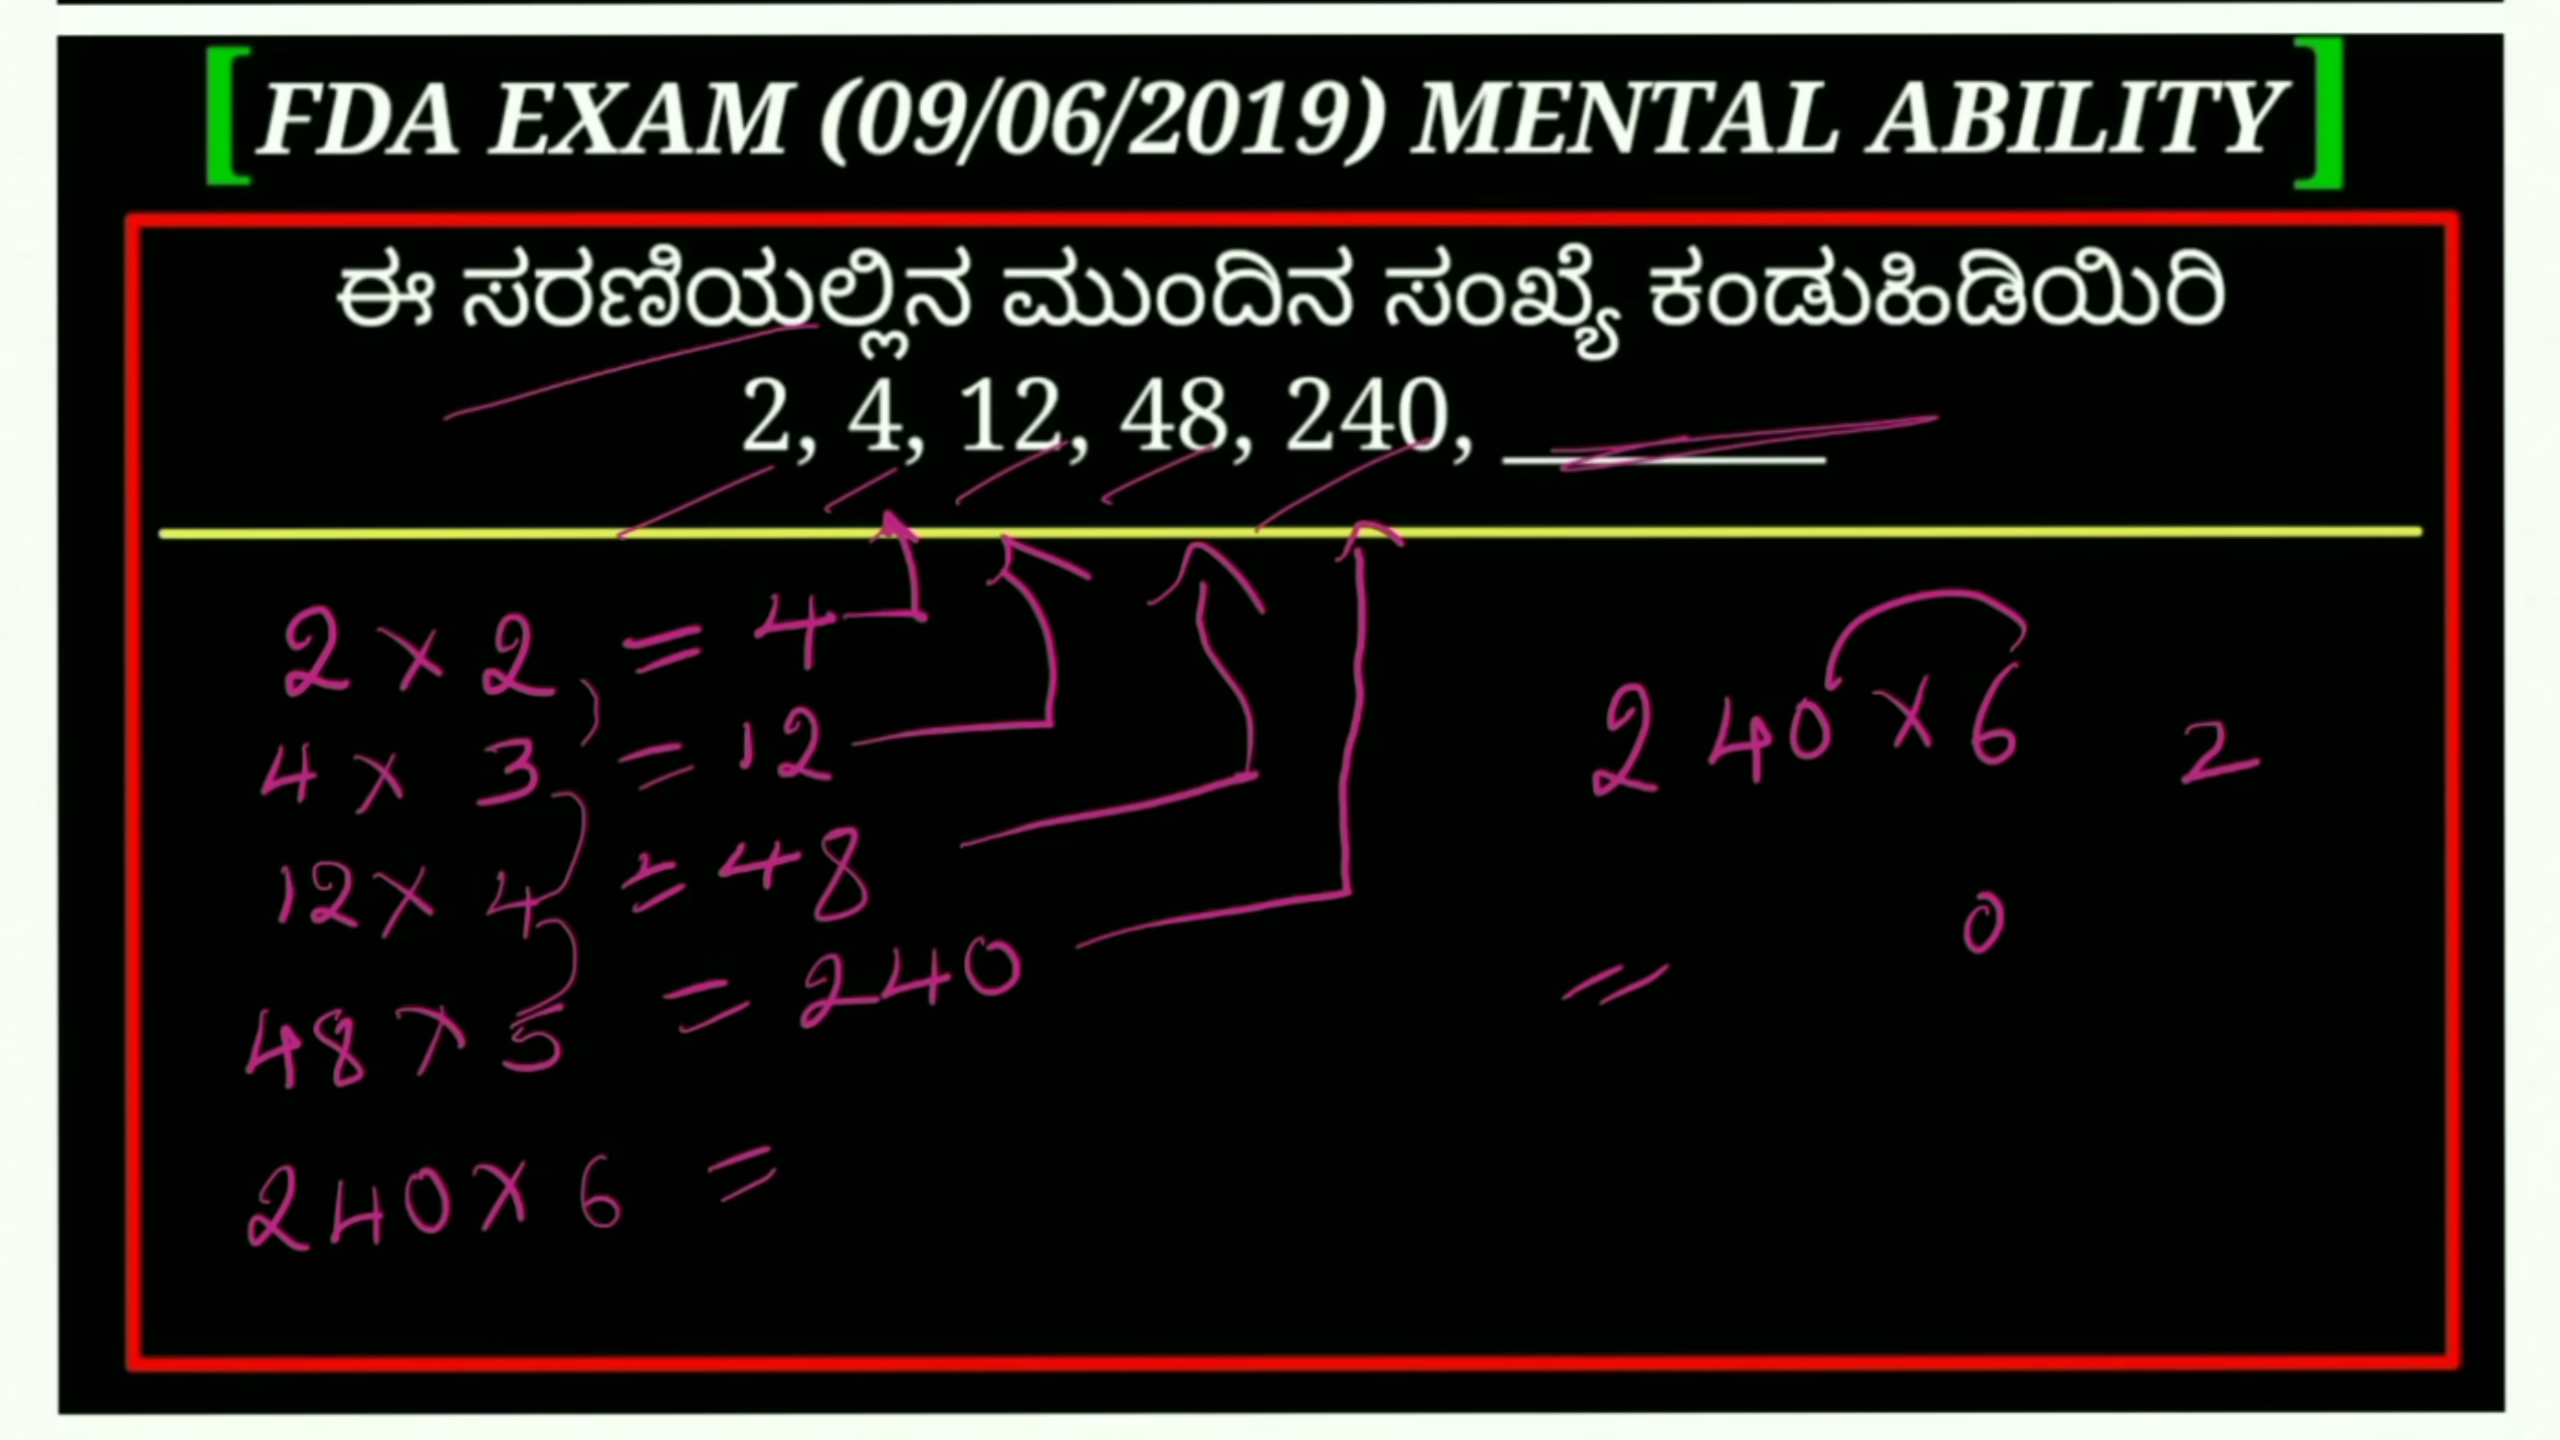 [FDA EXAM (09/06/2019) MENTAL ABILITY]
ಈ ಸರಣಿಯಲ್ಲಿನ ಮುಂದಿನ ಸಂಖ್ಯೆ ಕಂಡುಹಿಡಿಯಿರಿ
2, 4, 12, 48, 240, ______
2 × 2 = 4
4 × 3 = 12
12 × 4 = 48
48 × 5 = 240
240 × 6 =
240 × 6 2
= 0